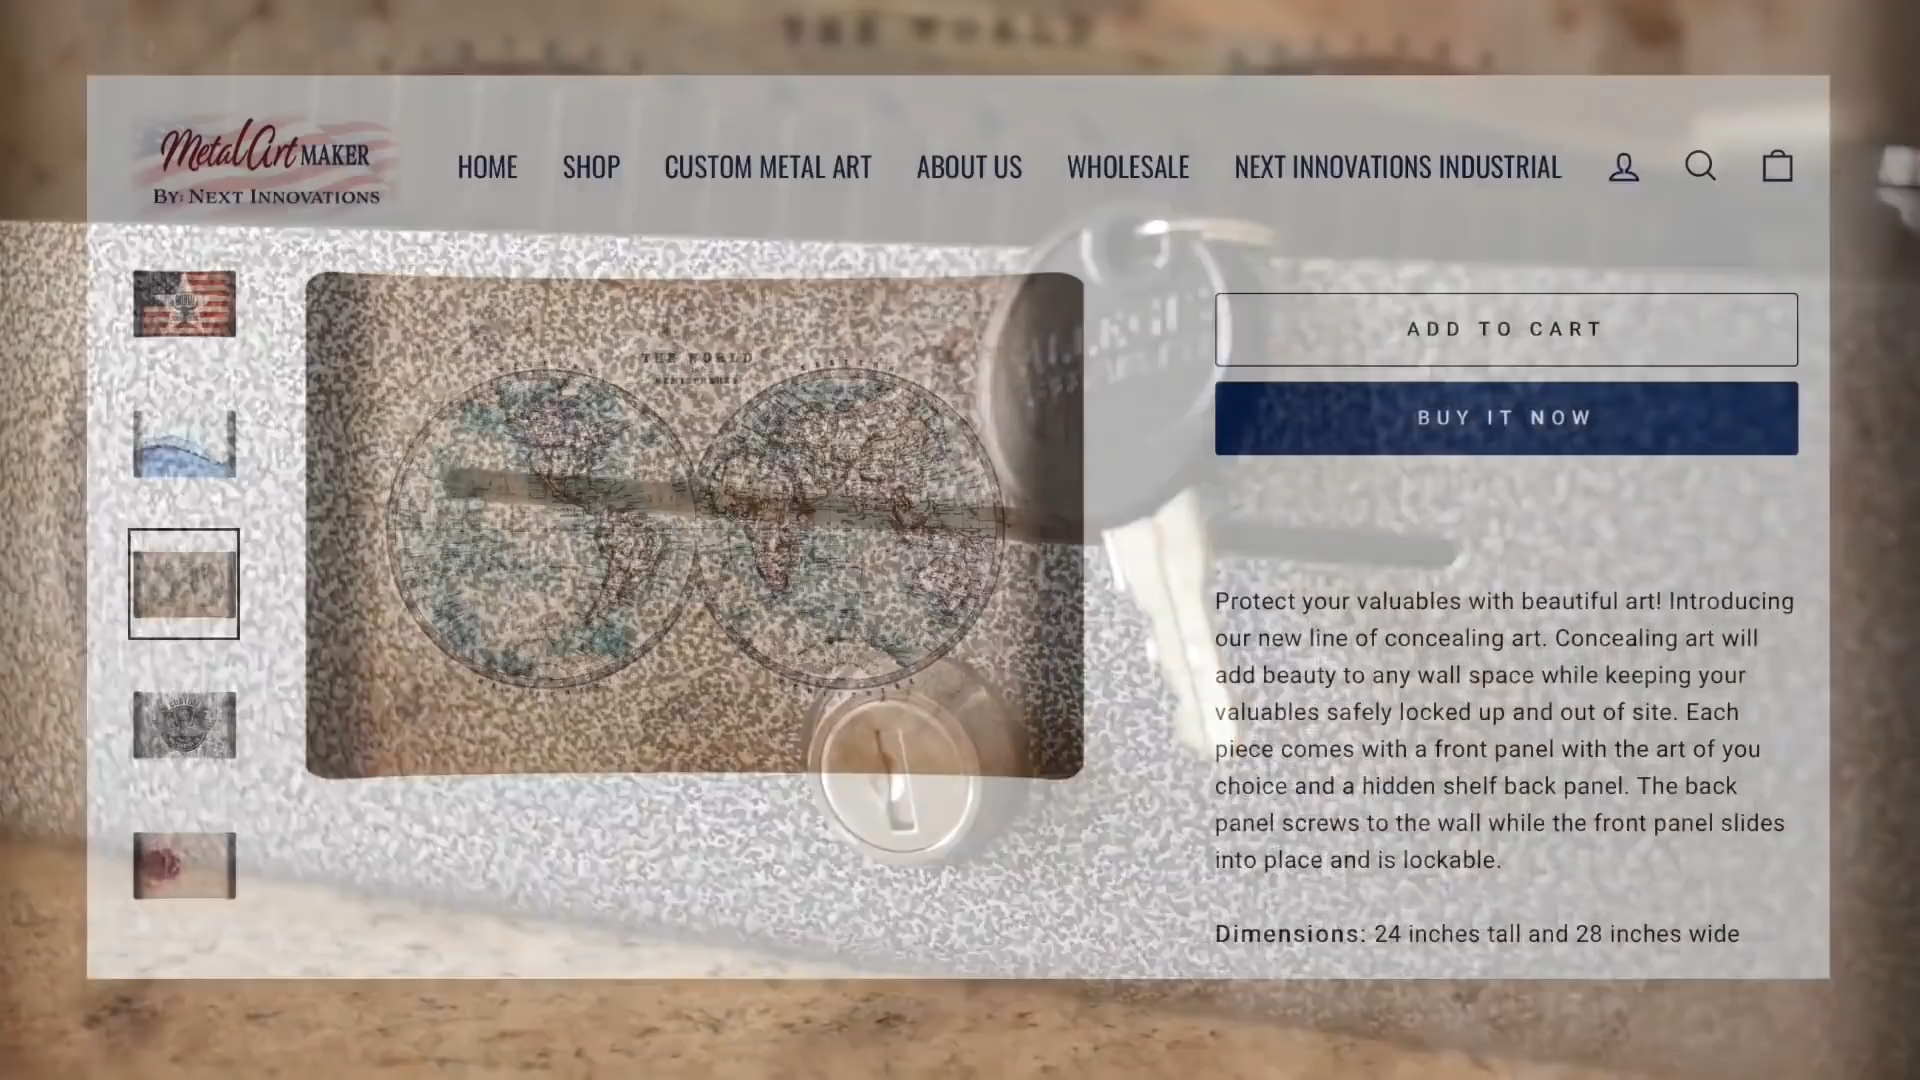 THE WORLD
MetalArt MAKER
BY: NEXT INNOVATIONS
HOME
SHOP
CUSTOM METAL ART
ABOUT US
WHOLESALE
NEXT INNOVATIONS INDUSTRIAL
THE WORLD
HEMISPHERES
ADD TO CART
BUY IT NOW
Protect your valuables with beautiful art! Introducing
our new line of concealing art. Concealing art will
add beauty to any wall space while keeping your
valuables safely locked up and out of site. Each
piece comes with a front panel with the art of you
choice and a hidden shelf back panel. The back
panel screws to the wall while the front panel slides
into place and is lockable.
Dimensions: 24 inches tall and 28 inches wide